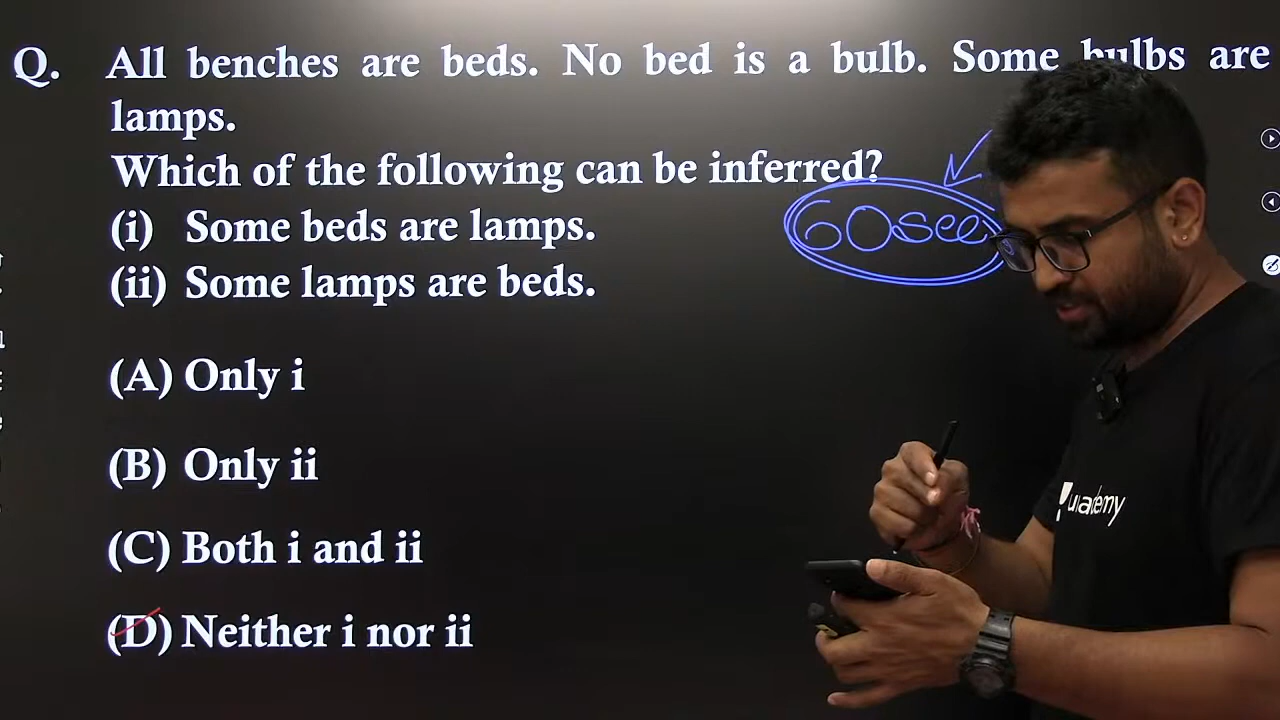 Q. All benches are beds. No bed is a bulb. Some bulbs are
lamps.
Which of the following can be inferred?
(i) Some beds are lamps.
(ii) Some lamps are beds.
60sec
(A) Only i
(B) Only ii
(C) Both i and ii
(D) Neither i nor ii
unacademy